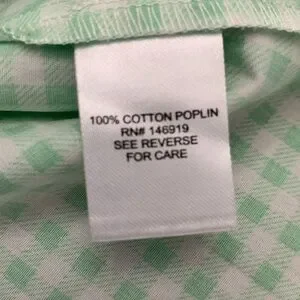 100% COTTON POPLIN
RN# 146919
SEE REVERSE
FOR CARE